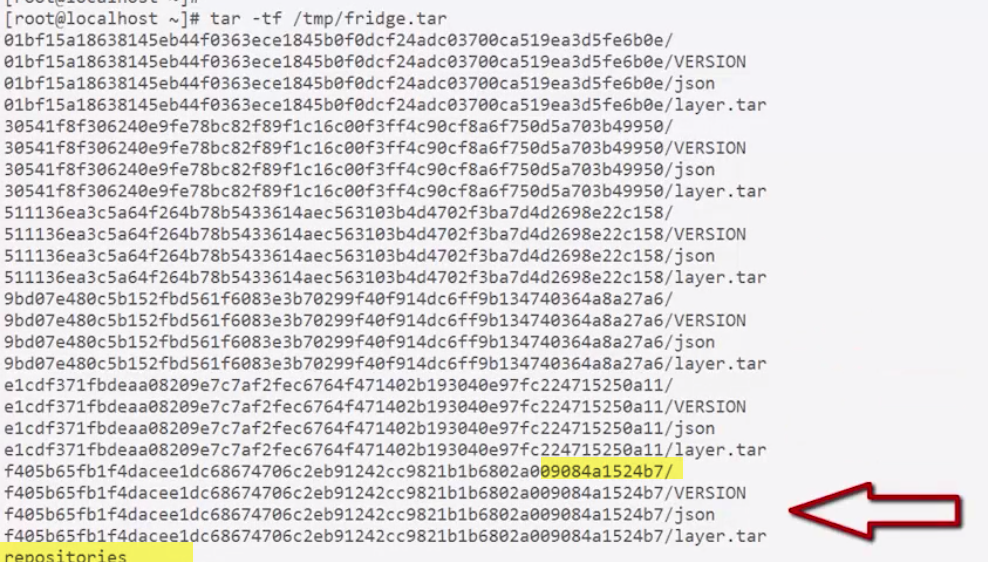 [root@localhost ~]#
[root@localhost ~]# tar -tf /tmp/fridge.tar
01bf15a18638145eb44f0363ece1845b0f0dcf24adc03700ca519ea3d5fe6b0e/
01bf15a18638145eb44f0363ece1845b0f0dcf24adc03700ca519ea3d5fe6b0e/VERSION
01bf15a18638145eb44f0363ece1845b0f0dcf24adc03700ca519ea3d5fe6b0e/json
01bf15a18638145eb44f0363ece1845b0f0dcf24adc03700ca519ea3d5fe6b0e/layer.tar
30541f8f306240e9fe78bc82f89f1c16c00f3ff4c90cf8a6f750d5a703b49950/
30541f8f306240e9fe78bc82f89f1c16c00f3ff4c90cf8a6f750d5a703b49950/VERSION
30541f8f306240e9fe78bc82f89f1c16c00f3ff4c90cf8a6f750d5a703b49950/json
30541f8f306240e9fe78bc82f89f1c16c00f3ff4c90cf8a6f750d5a703b49950/layer.tar
511136ea3c5a64f264b78b5433614aec563103b4d4702f3ba7d4d2698e22c158/
511136ea3c5a64f264b78b5433614aec563103b4d4702f3ba7d4d2698e22c158/VERSION
511136ea3c5a64f264b78b5433614aec563103b4d4702f3ba7d4d2698e22c158/json
511136ea3c5a64f264b78b5433614aec563103b4d4702f3ba7d4d2698e22c158/layer.tar
9bd07e480c5b152fbd561f6083e3b70299f40f914dc6ff9b134740364a8a27a6/
9bd07e480c5b152fbd561f6083e3b70299f40f914dc6ff9b134740364a8a27a6/VERSION
9bd07e480c5b152fbd561f6083e3b70299f40f914dc6ff9b134740364a8a27a6/json
9bd07e480c5b152fbd561f6083e3b70299f40f914dc6ff9b134740364a8a27a6/layer.tar
e1cdf371fbdeaa08209e7c7af2fec6764f471402b193040e97fc224715250a11/
e1cdf371fbdeaa08209e7c7af2fec6764f471402b193040e97fc224715250a11/VERSION
e1cdf371fbdeaa08209e7c7af2fec6764f471402b193040e97fc224715250a11/json
e1cdf371fbdeaa08209e7c7af2fec6764f471402b193040e97fc224715250a11/layer.tar
f405b65fb1f4dacee1dc68674706c2eb91242cc9821b1b6802a009084a1524b7/
f405b65fb1f4dacee1dc68674706c2eb91242cc9821b1b6802a009084a1524b7/VERSION
f405b65fb1f4dacee1dc68674706c2eb91242cc9821b1b6802a009084a1524b7/json
f405b65fb1f4dacee1dc68674706c2eb91242cc9821b1b6802a009084a1524b7/layer.tar
repositories